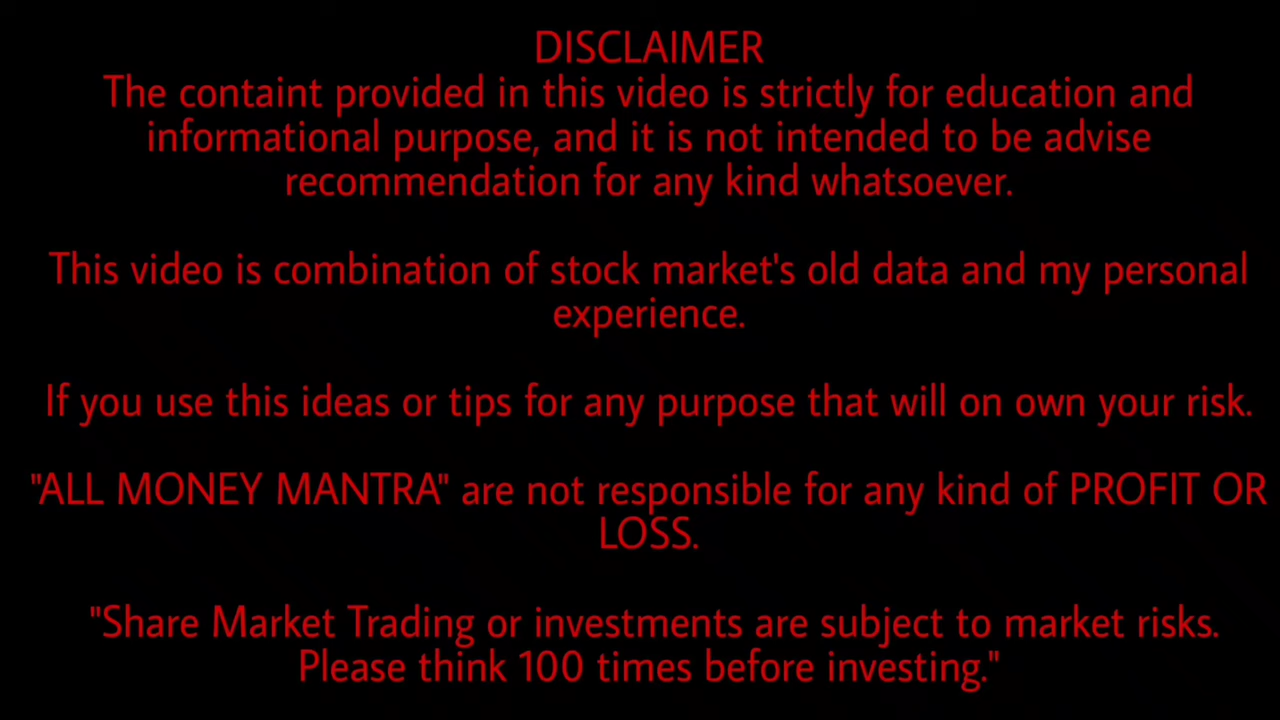 DISCLAIMER
The containt provided in this video is strictly for education and
informational purpose, and it is not intended to be advise
recommendation for any kind whatsoever.
This video is combination of stock market's old data and my personal
experience.
If you use this ideas or tips for any purpose that will on own your risk.
"ALL MONEY MANTRA" are not responsible for any kind of PROFIT OR
LOSS.
"Share Market Trading or investments are subject to market risks.
Please think 100 times before investing."